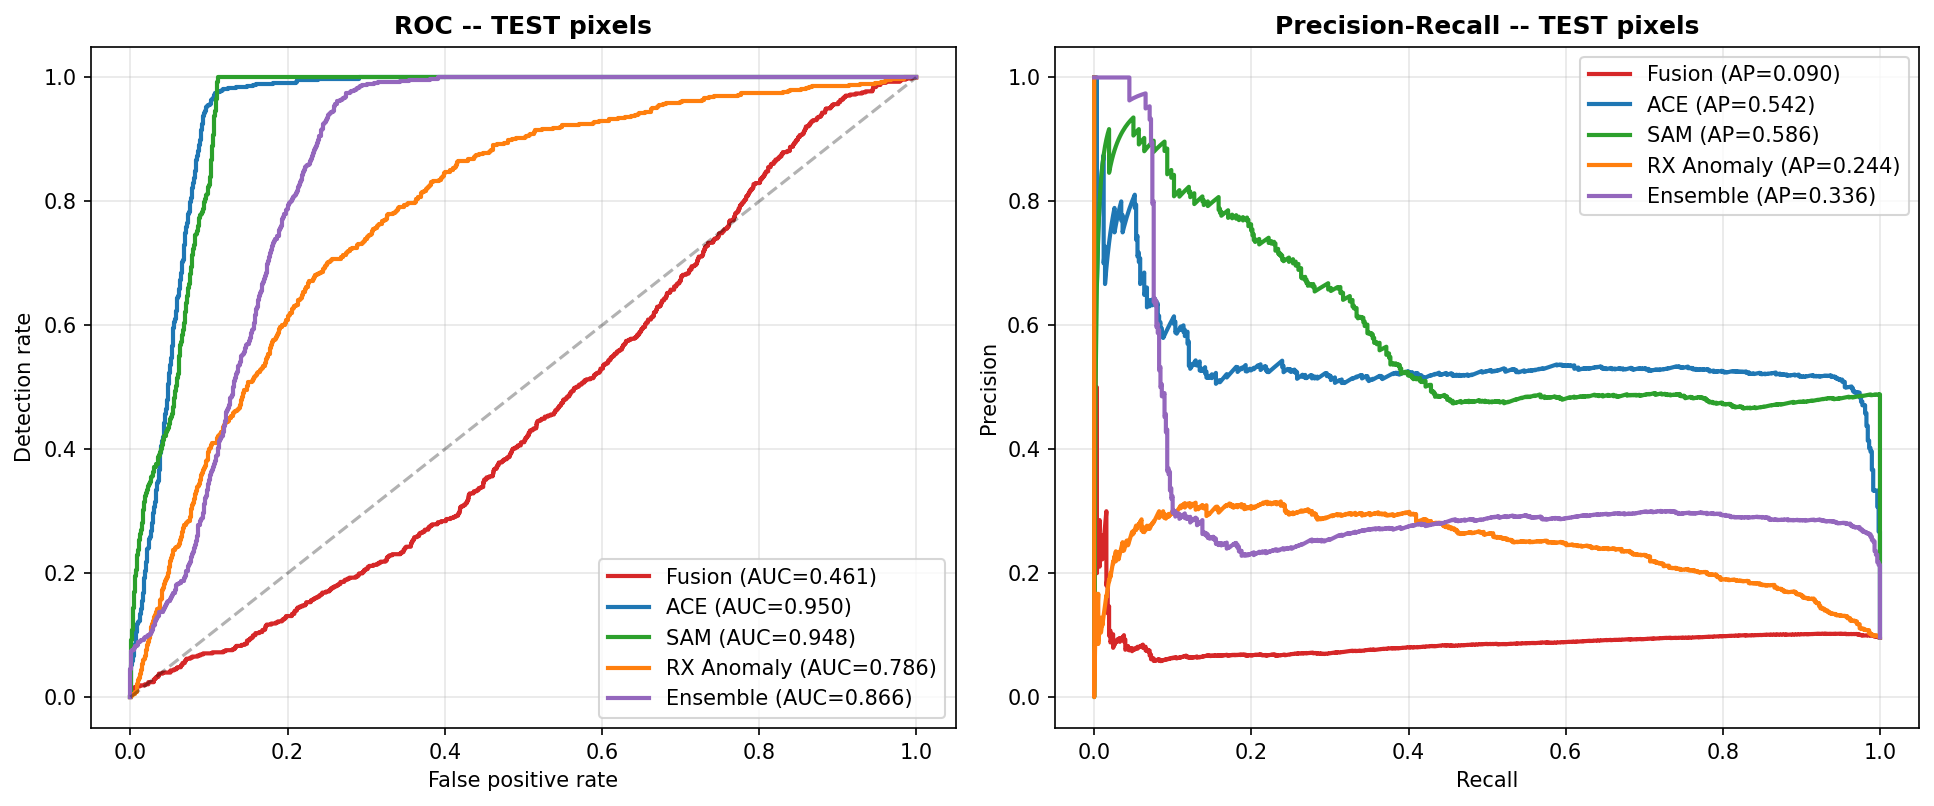 ROC -- TEST pixels
Detection rate
1.0
0.8
0.6
0.4
0.2
0.0
Fusion (AUC=0.461)
ACE (AUC=0.950)
SAM (AUC=0.948)
RX Anomaly (AUC=0.786)
Ensemble (AUC=0.866)
0.0 0.2 0.4 0.6 0.8 1.0
False positive rate
Precision-Recall -- TEST pixels
Precision
1.0
0.8
0.6
0.4
0.2
0.0
Fusion (AP=0.090)
ACE (AP=0.542)
SAM (AP=0.586)
RX Anomaly (AP=0.244)
Ensemble (AP=0.336)
0.0 0.2 0.4 0.6 0.8 1.0
Recall